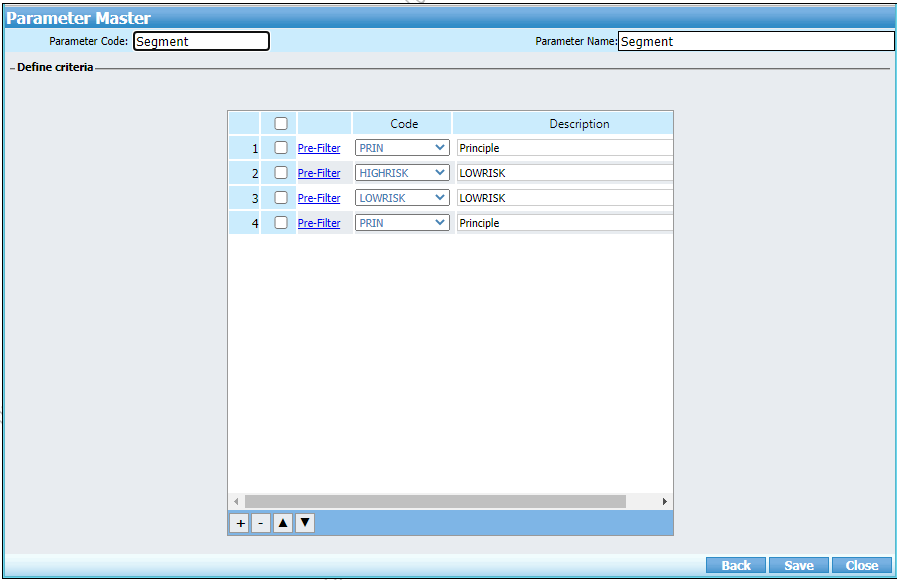 Parameter Master
Parameter Code: Segment Parameter Name: Segment
Define criteria
Code Description
1 Pre-Filter PRIN Principle
2 Pre-Filter HIGHRISK LOWRISK
3 Pre-Filter LOWRISK LOWRISK
4 Pre-Filter PRIN Principle
+ - ▲ ▼
Back Save Close